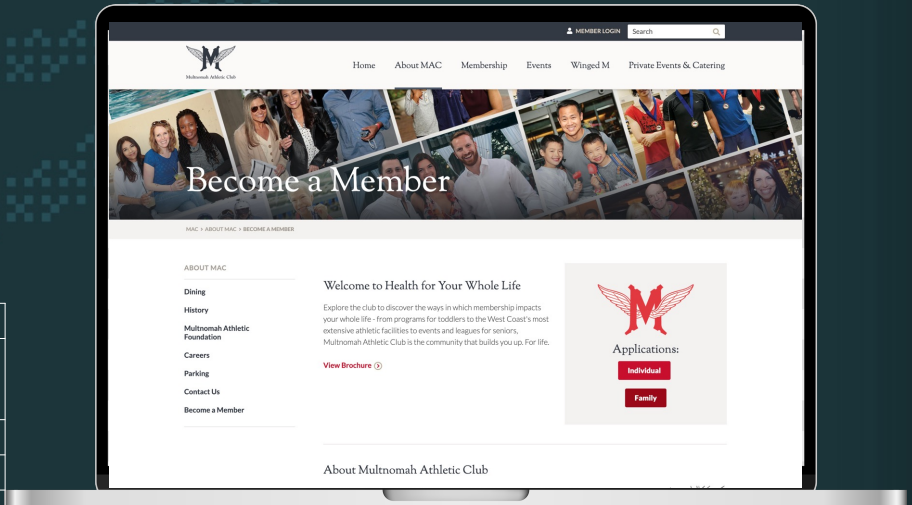 MEMBER LOGIN
Search
Multnomah Athletic Club
Home
About MAC
Membership
Events
Winged M
Private Events & Catering
Become a Member
MAC > ABOUT MAC > BECOME A MEMBER
ABOUT MAC
Dining
History
Multnomah Athletic
Foundation
Careers
Parking
Contact Us
Become a Member
Welcome to Health for Your Whole Life
Explore the club to discover the ways in which membership impacts
your whole life - from programs for toddlers to the West Coast's most
extensive athletic facilities to events and leagues for seniors,
Multnomah Athletic Club is the community that builds you up. For life.
View Brochure
M
Applications:
Individual
Family
About Multnomah Athletic Club